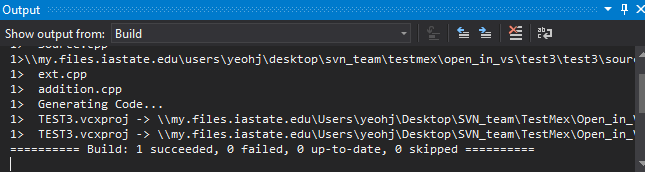 Output
Show output from: Build
1> Source.cpp
1>\\my.files.iastate.edu\users\yeohj\desktop\svn_team\testmex\open_in_vs\test3\test3\sourc
1> ext.cpp
1> addition.cpp
1> Generating Code...
1> TEST3.vcxproj -> \\my.files.iastate.edu\Users\yeohj\Desktop\SVN_team\TestMex\Open_in_V
1> TEST3.vcxproj -> \\my.files.iastate.edu\Users\yeohj\Desktop\SVN_team\TestMex\Open_in_V
========== Build: 1 succeeded, 0 failed, 0 up-to-date, 0 skipped ==========